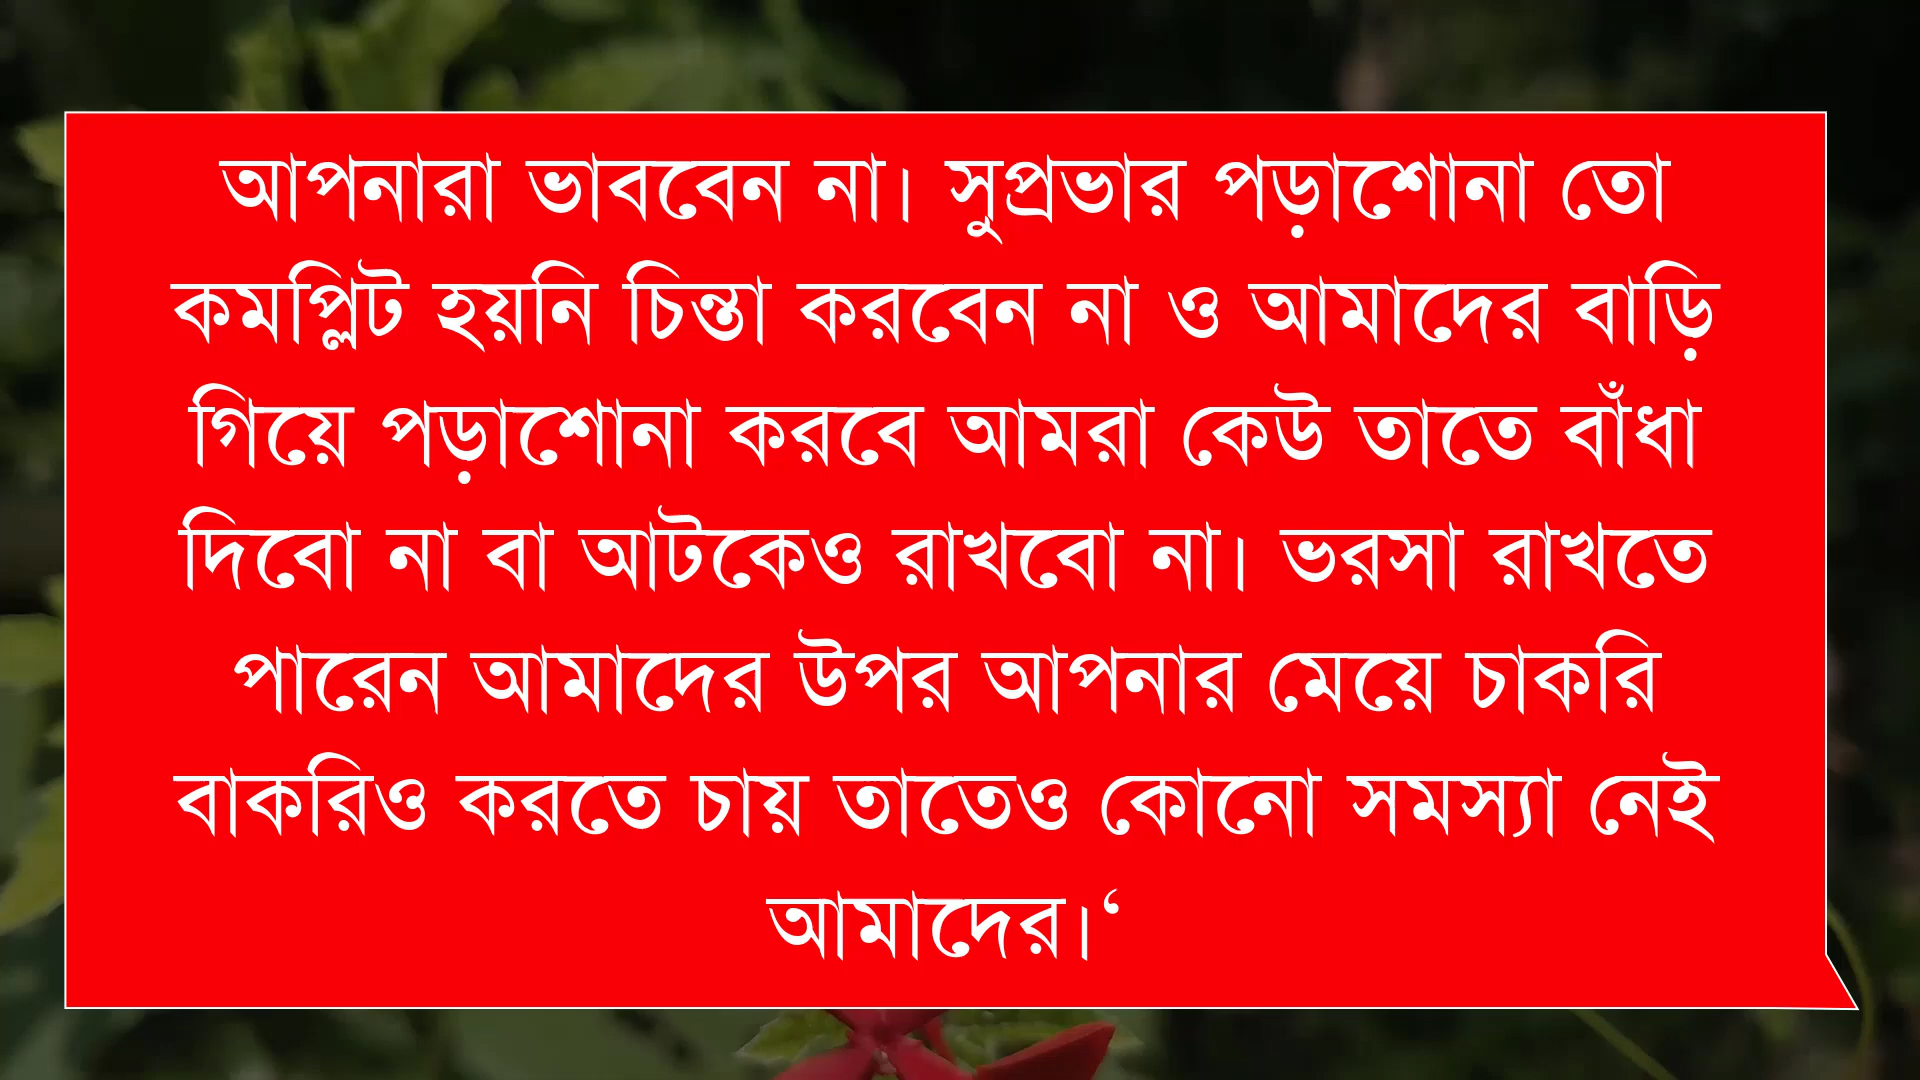 আপনারা ভাববেন না। সুপ্রভার পড়াশোনা তো
কমপ্লিট হয়নি চিন্তা করবেন না ও আমাদের বাড়ি
গিয়ে পড়াশোনা করবে আমরা কেউ তাতে বাঁধা
দিবো না বা আটকেও রাখবো না। ভরসা রাখতে
পারেন আমাদের উপর আপনার মেয়ে চাকরি
বাকরিও করতে চায় তাতেও কোনো সমস্যা নেই
আমাদের।‘